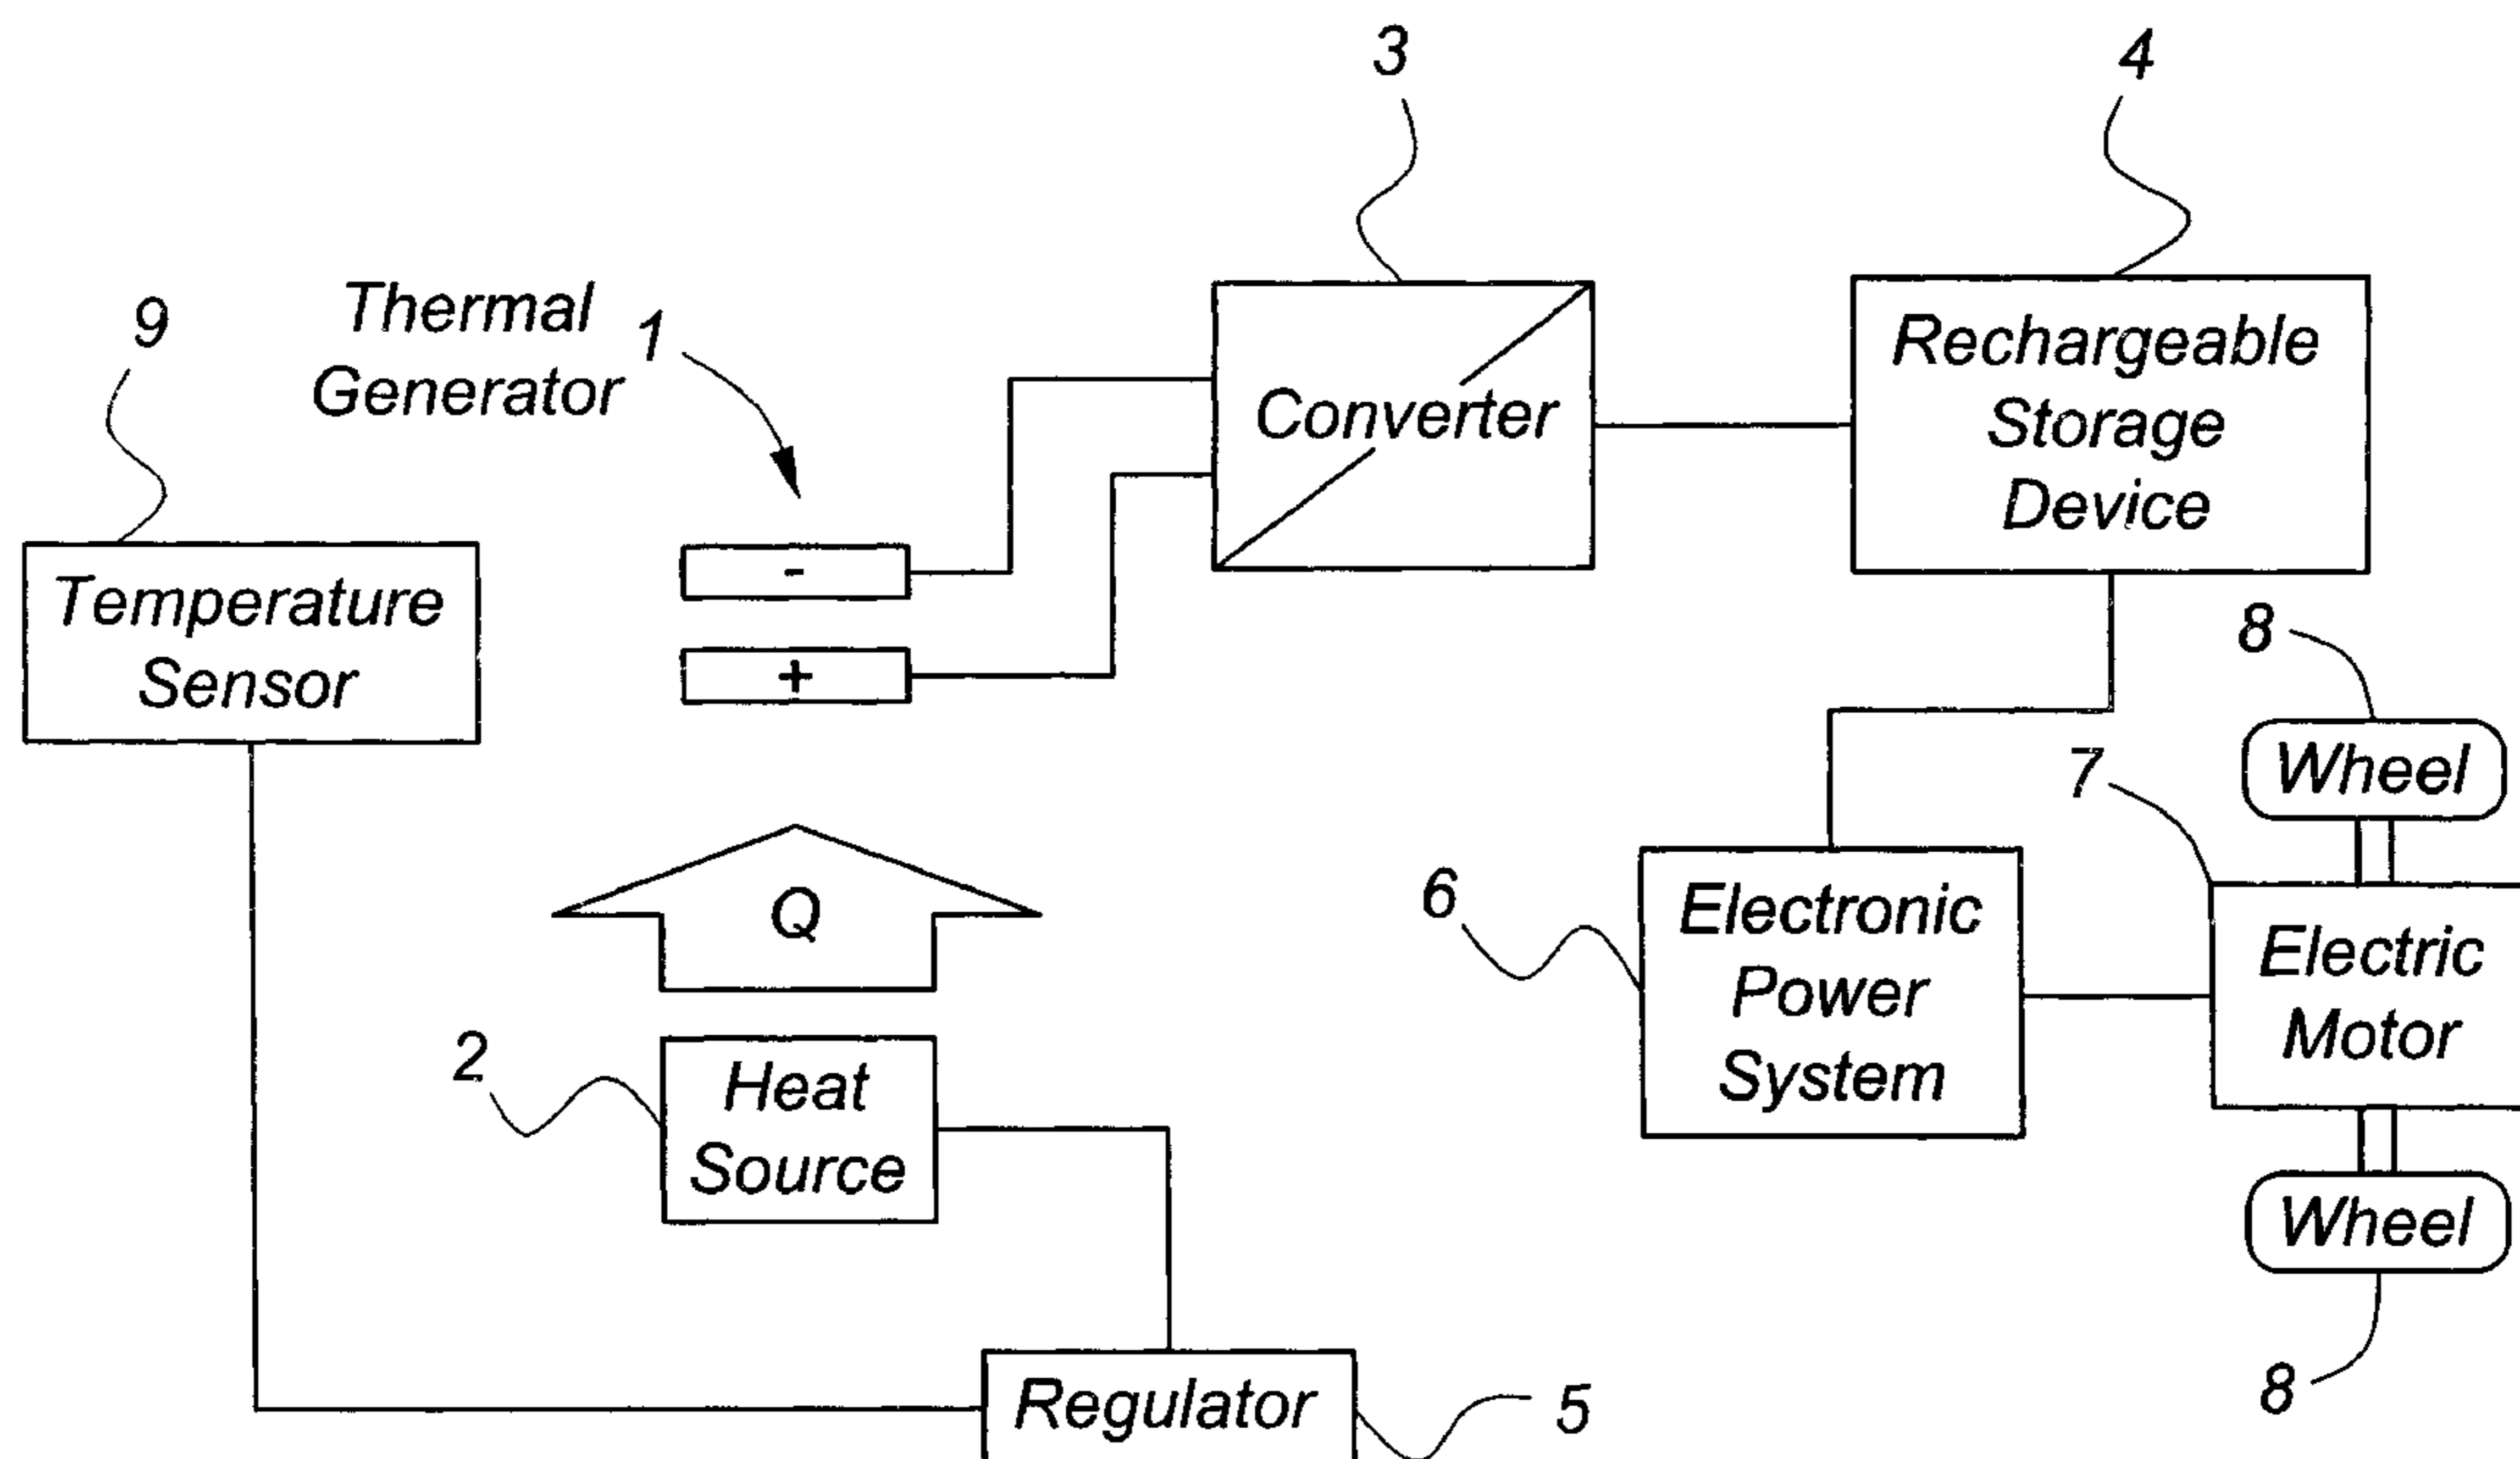 3
4
9
Thermal
Generator
1
Converter
Rechargeable
Storage
Device
-
+
Temperature
Sensor
8
Wheel
7
Q
6
Electronic
Power
System
Electric
Motor
2
Heat
Source
Wheel
8
Regulator
5